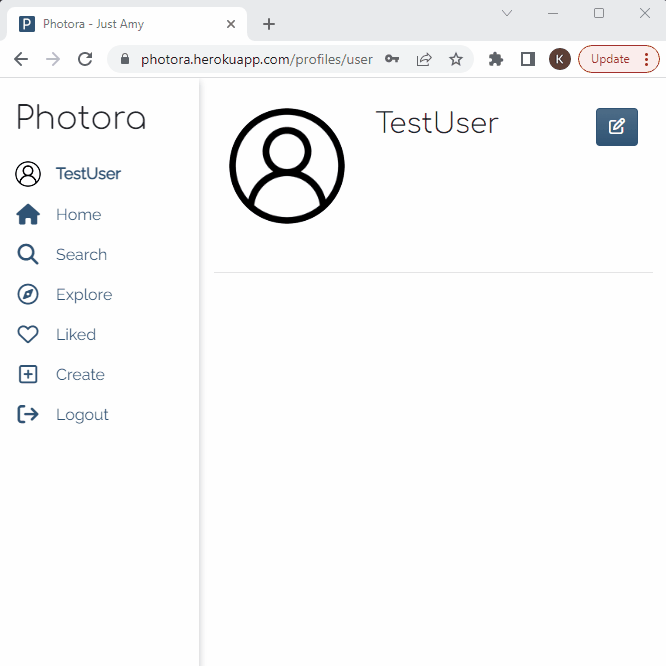 P Photora - Just Amy
photora.herokuapp.com/profiles/user
K
Update
Photora
TestUser
TestUser
Home
Search
Explore
Liked
Create
Logout